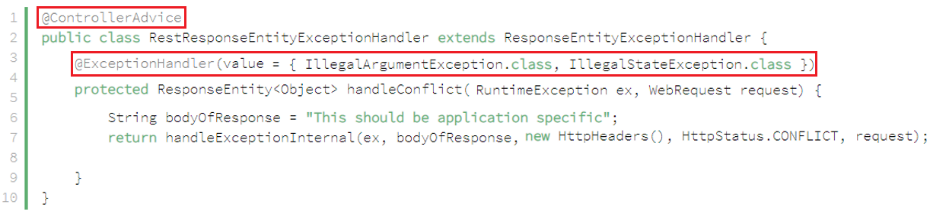 1 @ControllerAdvice
2 public class RestResponseEntityExceptionHandler extends ResponseEntityExceptionHandler {
3 @ExceptionHandler(value = { IllegalArgumentException.class, IllegalStateException.class })
4
5 protected ResponseEntity<Object> handleConflict( RuntimeException ex, WebRequest request) {
6 String bodyOfResponse = "This should be application specific";
7 return handleExceptionInternal(ex, bodyOfResponse, new HttpHeaders(), HttpStatus.CONFLICT, request);
8
9 }
10 }